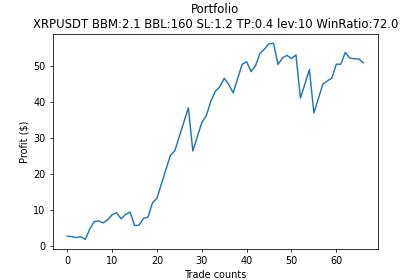 Portfolio
XRPUSDT BBM:2.1 BBL:160 SL:1.2 TP:0.4 lev:10 WinRatio:72.0
50
40
30
20
10
0
Profit ($)
0 10 20 30 40 50 60
Trade counts